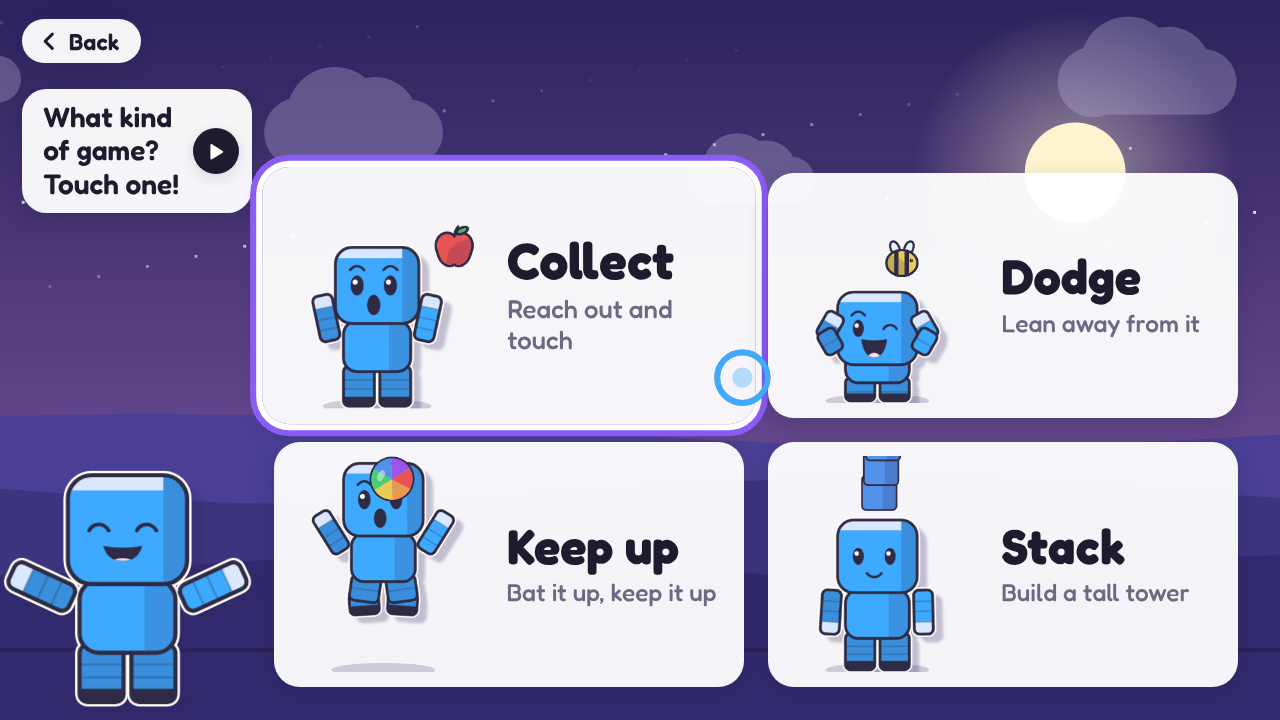 Back
What kind
of game?
Touch one!
Collect
Reach out and
touch
Dodge
Lean away from it
Keep up
Bat it up, keep it up
Stack
Build a tall tower